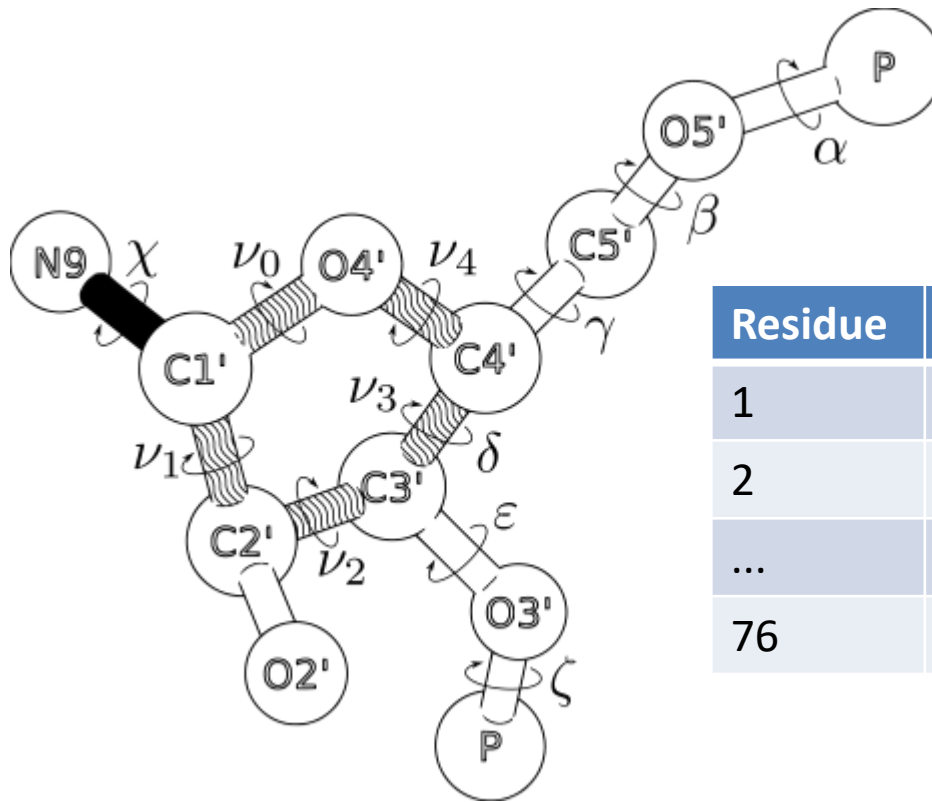 P
O5'
α
β
C5'
N9
χ
ν0
O4'
ν4
γ
C1'
C4'
ν3
δ
ν1
C3'
ε
C2'
ν2
O3'
O2'
ζ
P
Residue
1
2
...
76